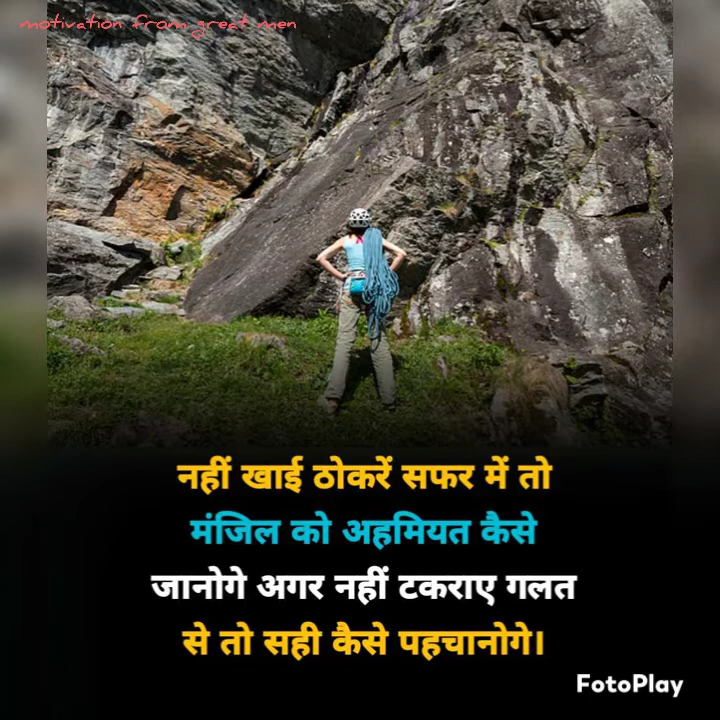 motivation from great men
नहीं खाई ठोकरें सफर में तो
मंजिल को अहमियत कैसे
जानोगे अगर नहीं टकराए गलत
से तो सही कैसे पहचानोगे।
FotoPlay